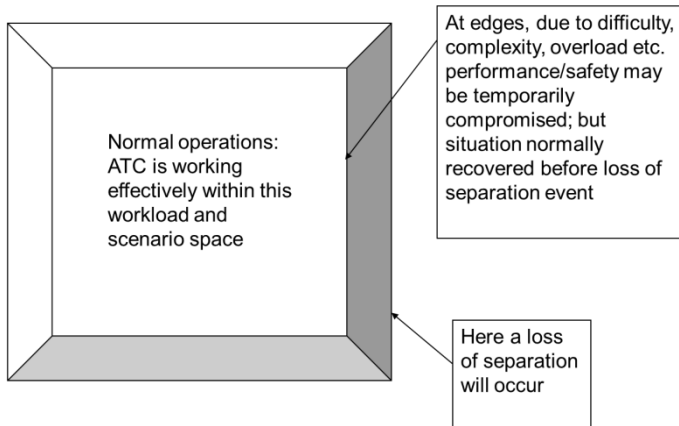 Normal operations:
ATC is working
effectively within this
workload and
scenario space
At edges, due to difficulty,
complexity, overload etc.
performance/safety may
be temporarily
compromised; but
situation normally
recovered before loss of
separation event
Here a loss
of separation
will occur